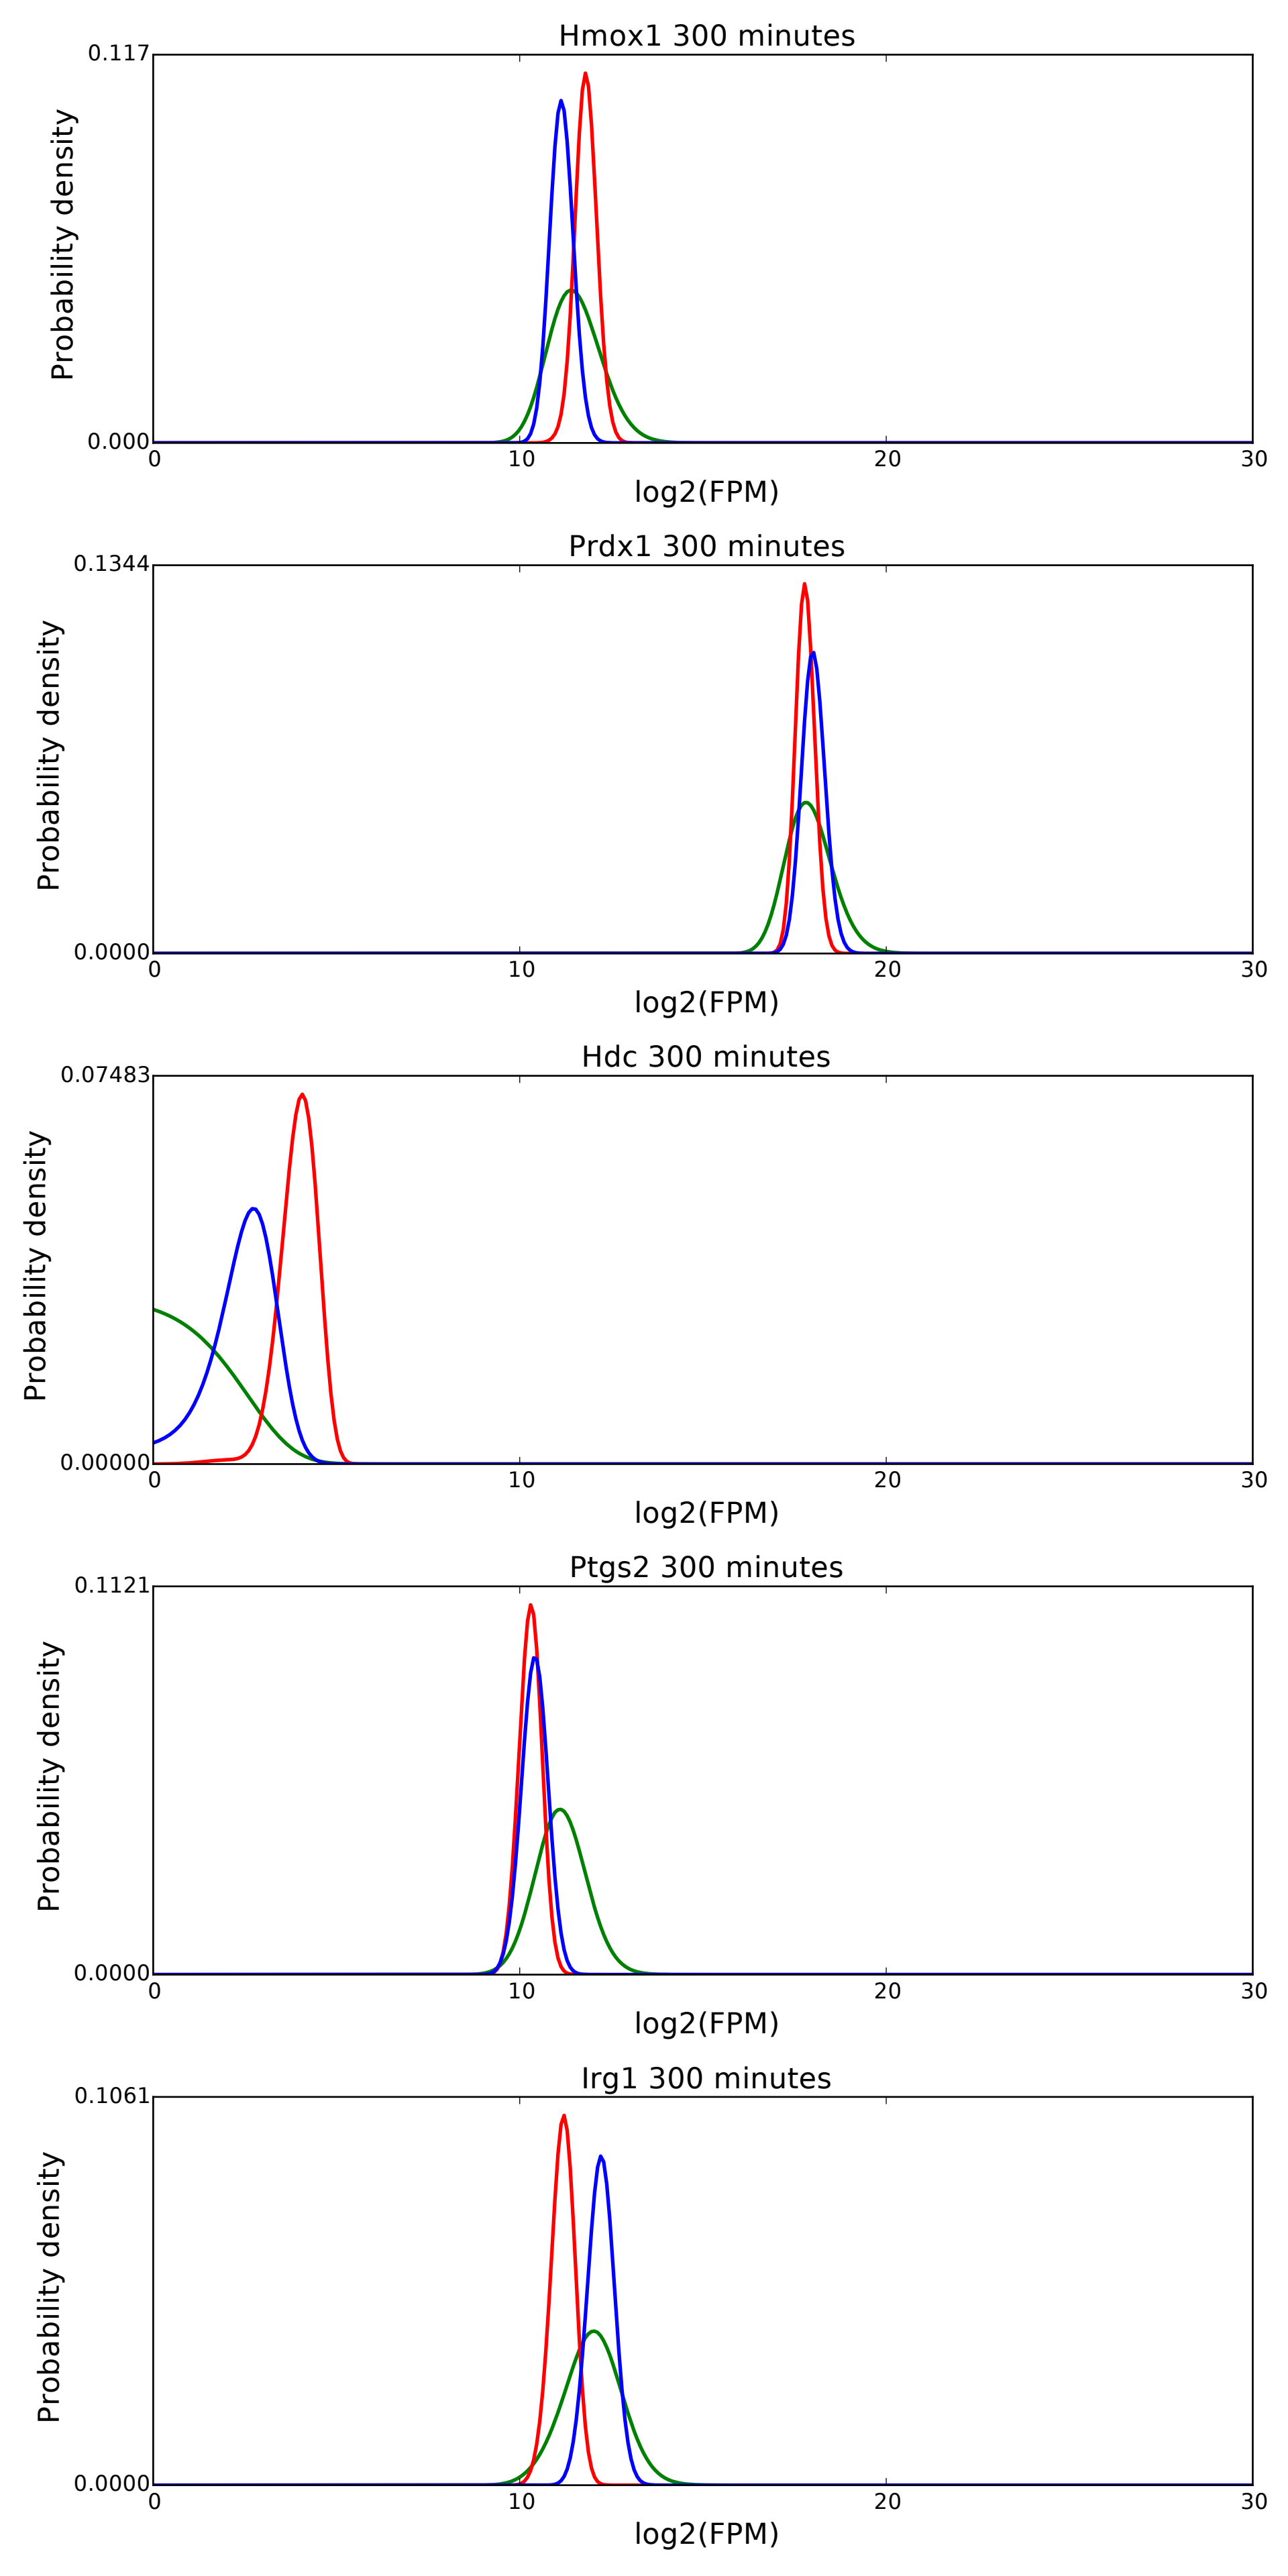 Hmox1 300 minutes
0.117
Probability density
0.000
0 10 20 30
log2(FPM)
Prdx1 300 minutes
0.1344
Probability density
0.0000
0 10 20 30
log2(FPM)
Hdc 300 minutes
0.07483
Probability density
0.00000
0 10 20 30
log2(FPM)
Ptgs2 300 minutes
0.1121
Probability density
0.0000
0 10 20 30
log2(FPM)
Irg1 300 minutes
0.1061
Probability density
0.0000
0 10 20 30
log2(FPM)